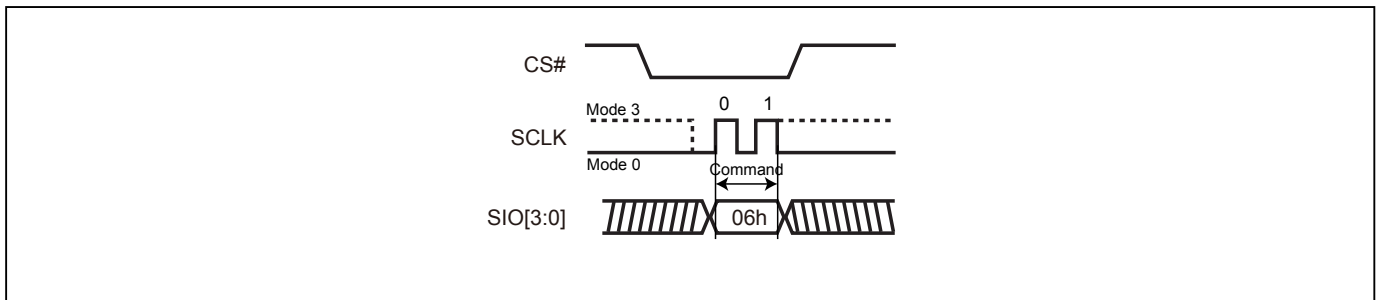 CS#
Mode 3
0 1
SCLK
Mode 0
Command
SIO[3:0]
06h